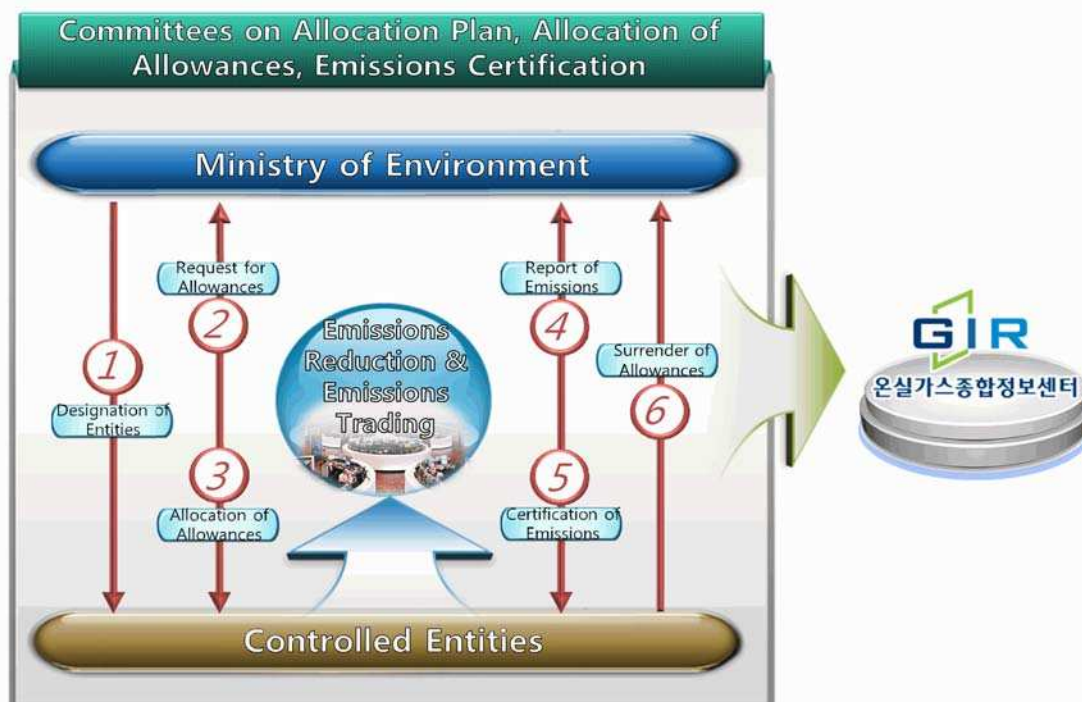 Committees on Allocation Plan, Allocation of
Allowances, Emissions Certification
Ministry of Environment
1
Designation of
Entities
Request for
Allowances
2
3
Allocation of
Allowances
Emissions
Reduction &
Emissions
Trading
Report of
Emissions
4
5
Certification of
Emissions
Surrender of
Allowances
6
Controlled Entities
GIR
온실가스종합정보센터